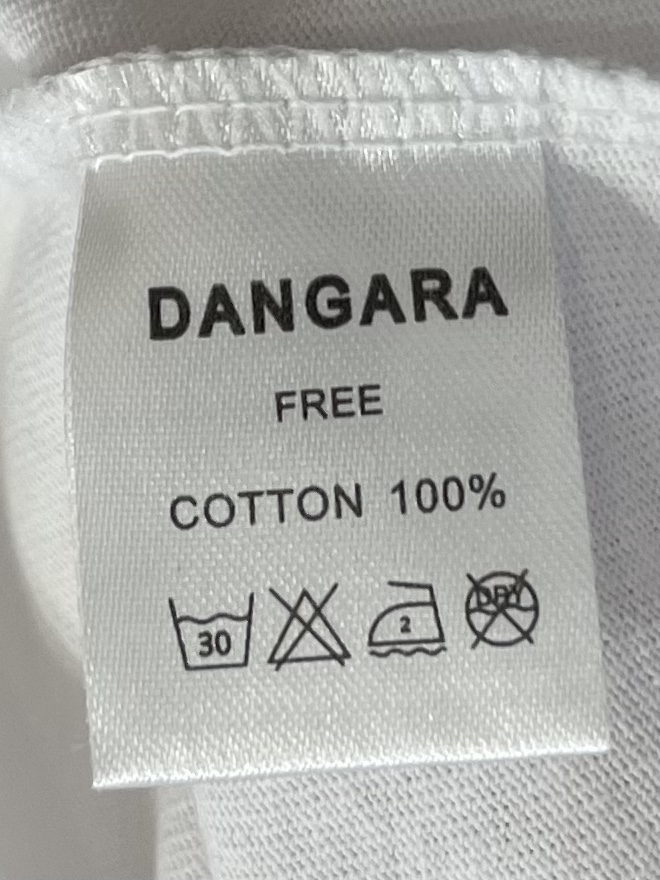 DANGARA
FREE
COTTON 100%
30 2 DRY